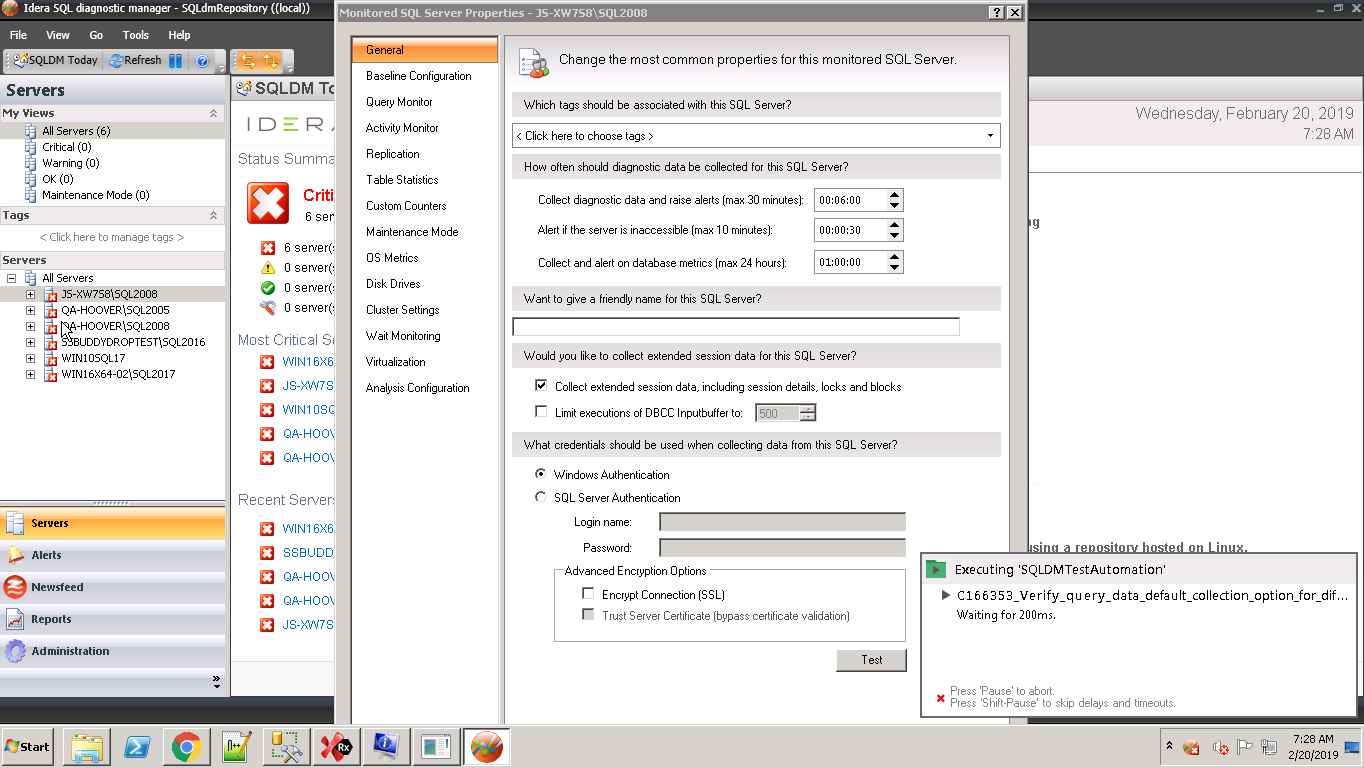 Idera SQL diagnostic manager - SQLdmRepository ((local))
File View Go Tools Help
SQLDM Today Refresh
Servers
My Views
All Servers (6)
Critical (0)
Warning (0)
OK (0)
Maintenance Mode (0)
Tags
< Click here to manage tags >
Servers
All Servers
JS-XW7S8\SQL2008
QA-HOOVER\SQL2005
QA-HOOVER\SQL2008
SSBUDDYDROPTEST\SQL2016
WIN10SQL17
WIN16X64-02\SQL2017
Servers
Alerts
Newsfeed
Reports
Administration
SQLDM To
IDERA
Status Summa
Criti
6 ser
6 server(s
0 server(s
0 server(s
0 server(s
Most Critical S
WIN16X6
JS-XW7S
WIN10SQ
QA-HOOV
QA-HOOV
Recent Servers
WIN16X6
SSBUDD
QA-HOOV
QA-HOOV
JS-XW7S
Monitored SQL Server Properties - JS-XW7S8\SQL2008
General
Baseline Configuration
Query Monitor
Activity Monitor
Replication
Table Statistics
Custom Counters
Maintenance Mode
OS Metrics
Disk Drives
Cluster Settings
Wait Monitoring
Virtualization
Analysis Configuration
Change the most common properties for this monitored SQL Server.
Which tags should be associated with this SQL Server?
< Click here to choose tags >
How often should diagnostic data be collected for this SQL Server?
Collect diagnostic data and raise alerts (max 30 minutes): 00:06:00
Alert if the server is inaccessible (max 10 minutes): 00:00:30
Collect and alert on database metrics (max 24 hours): 01:00:00
Want to give a friendly name for this SQL Server?
Would you like to collect extended session data for this SQL Server?
Collect extended session data, including session details, locks and blocks
Limit executions of DBCC Inputbuffer to: 500
What credentials should be used when collecting data from this SQL Server?
Windows Authentication
SQL Server Authentication
Login name:
Password:
Advanced Encryption Options
Encrypt Connection (SSL)
Trust Server Certificate (bypass certificate validation)
Test
Wednesday, February 20, 2019
7:28 AM
ng
using a repository hosted on Linux.
Executing 'SQLDMTestAutomation'
C166353_Verify_query_data_default_collection_option_for_dif...
Waiting for 200ms.
Press 'Pause' to abort.
Press 'Shift-Pause' to skip delays and timeouts.
Start
Rx
7:28 AM
2/20/2019